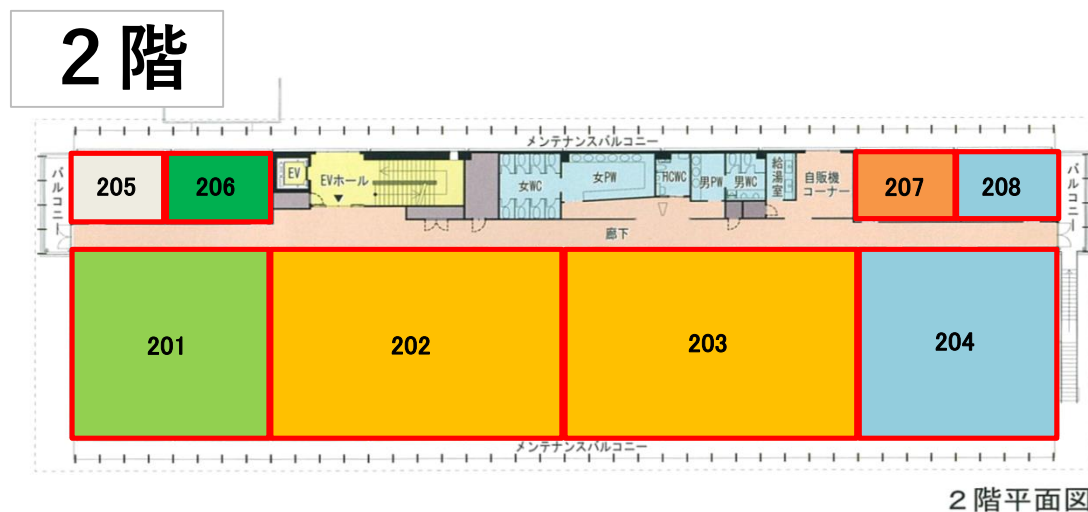 2階
メンテナンスバルコニー
バルコニー
205
206
EV
EVホール
女WC
女PW
HCWC
男PW
男WC
給湯室
自販機
コーナー
207
208
バルコニー
廊下
201
202
203
204
メンテナンスバルコニー
2階平面図